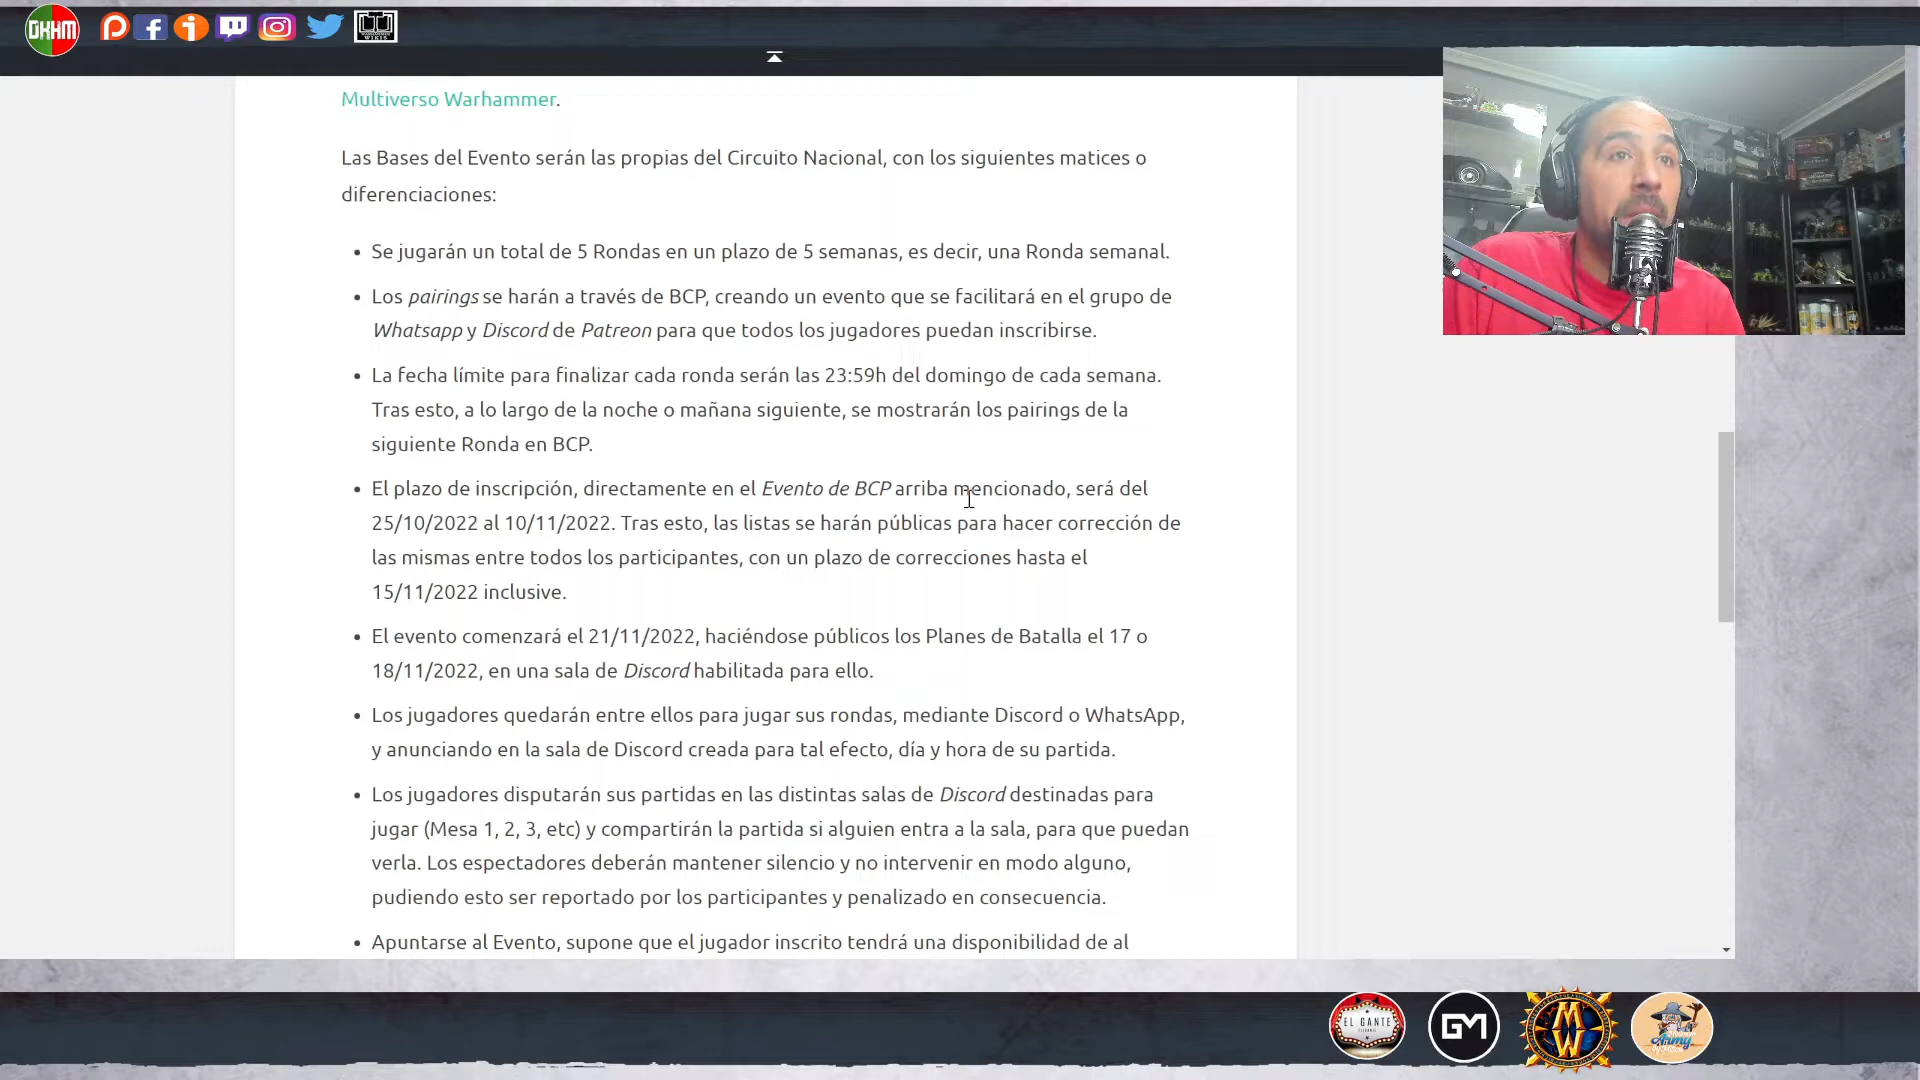 DKHM
WIKIS
Multiverso Warhammer.
Las Bases del Evento serán las propias del Circuito Nacional, con los siguientes matices o
diferenciaciones:
• Se jugarán un total de 5 Rondas en un plazo de 5 semanas, es decir, una Ronda semanal.
• Los pairings se harán a través de BCP, creando un evento que se facilitará en el grupo de
Whatsapp y Discord de Patreon para que todos los jugadores puedan inscribirse.
• La fecha límite para finalizar cada ronda serán las 23:59h del domingo de cada semana.
Tras esto, a lo largo de la noche o mañana siguiente, se mostrarán los pairings de la
siguiente Ronda en BCP.
• El plazo de inscripción, directamente en el Evento de BCP arriba mencionado, será del
25/10/2022 al 10/11/2022. Tras esto, las listas se harán públicas para hacer corrección de
las mismas entre todos los participantes, con un plazo de correcciones hasta el
15/11/2022 inclusive.
• El evento comenzará el 21/11/2022, haciéndose públicos los Planes de Batalla el 17 o
18/11/2022, en una sala de Discord habilitada para ello.
• Los jugadores quedarán entre ellos para jugar sus rondas, mediante Discord o WhatsApp,
y anunciando en la sala de Discord creada para tal efecto, día y hora de su partida.
• Los jugadores disputarán sus partidas en las distintas salas de Discord destinadas para
jugar (Mesa 1, 2, 3, etc) y compartirán la partida si alguien entra a la sala, para que puedan
verla. Los espectadores deberán mantener silencio y no intervenir en modo alguno,
pudiendo esto ser reportado por los participantes y penalizado en consecuencia.
• Apuntarse al Evento, supone que el jugador inscrito tendrá una disponibilidad de al
EL GANTE
GM
MW
Army